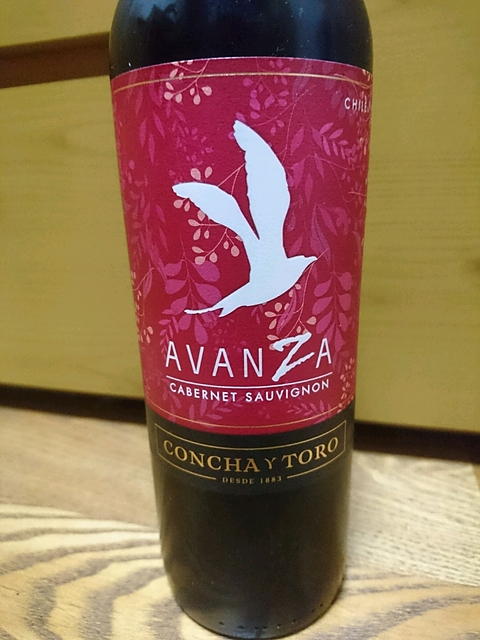 CHILE
AVANZA
CABERNET SAUVIGNON
CONCHA Y TORO
DESDE 1883